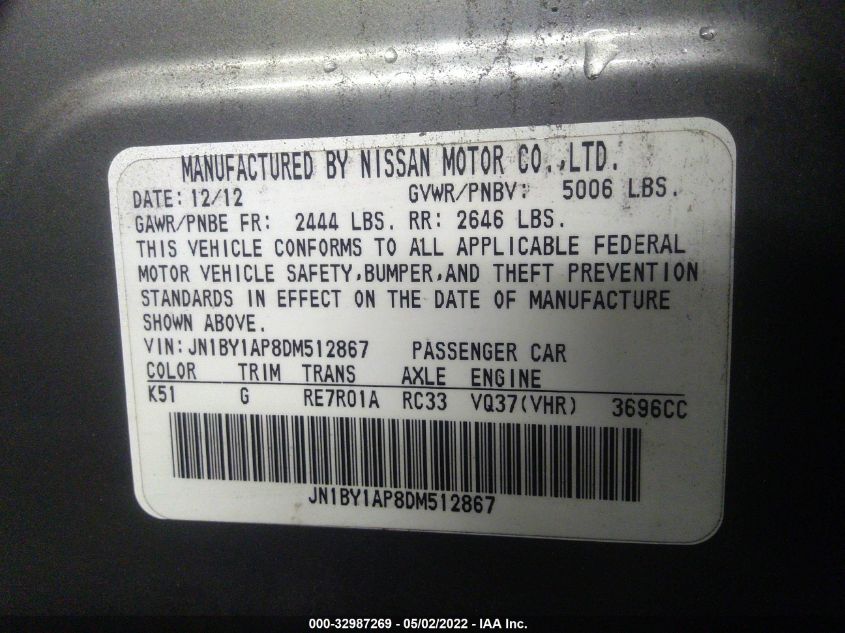 MANUFACTURED BY NISSAN MOTOR CO.,LTD.
DATE: 12/12 GVWR/PNBV: 5006 LBS.
GAWR/PNBE FR: 2444 LBS. RR: 2646 LBS.
THIS VEHICLE CONFORMS TO ALL APPLICABLE FEDERAL
MOTOR VEHICLE SAFETY,BUMPER,AND THEFT PREVENTION
STANDARDS IN EFFECT ON THE DATE OF MANUFACTURE
SHOWN ABOVE.
VIN: JN1BY1AP8DM512867 PASSENGER CAR
COLOR TRIM TRANS AXLE ENGINE
K51 G RE7R01A RC33 VQ37(VHR) 3696CC
JN1BY1AP8DM512867
000-32987269 - 05/02/2022 - IAA Inc.